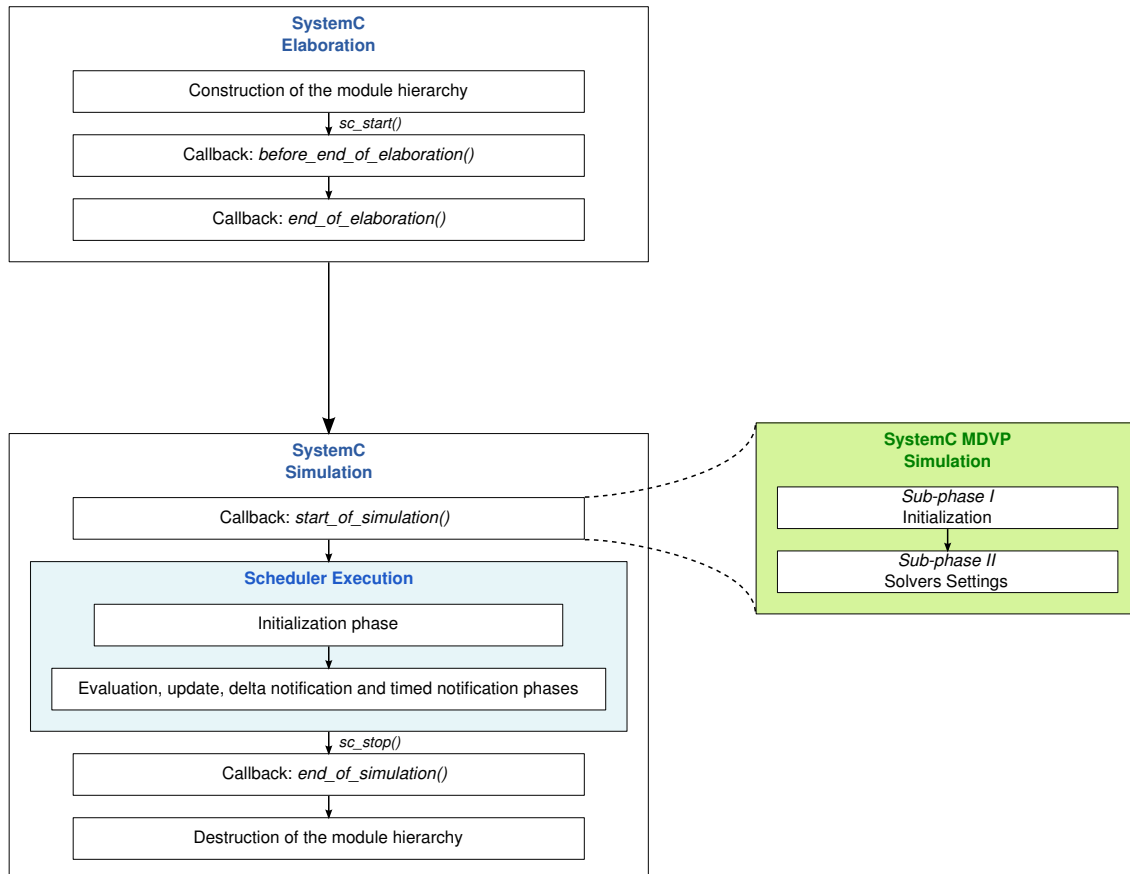 SystemC
Elaboration
Construction of the module hierarchy
sc_start()
Callback: before_end_of_elaboration()
Callback: end_of_elaboration()
SystemC
Simulation
Callback: start_of_simulation()
Scheduler Execution
Initialization phase
Evaluation, update, delta notification and timed notification phases
sc_stop()
Callback: end_of_simulation()
Destruction of the module hierarchy
SystemC MDVP
Simulation
Sub-phase I
Initialization
Sub-phase II
Solvers Settings